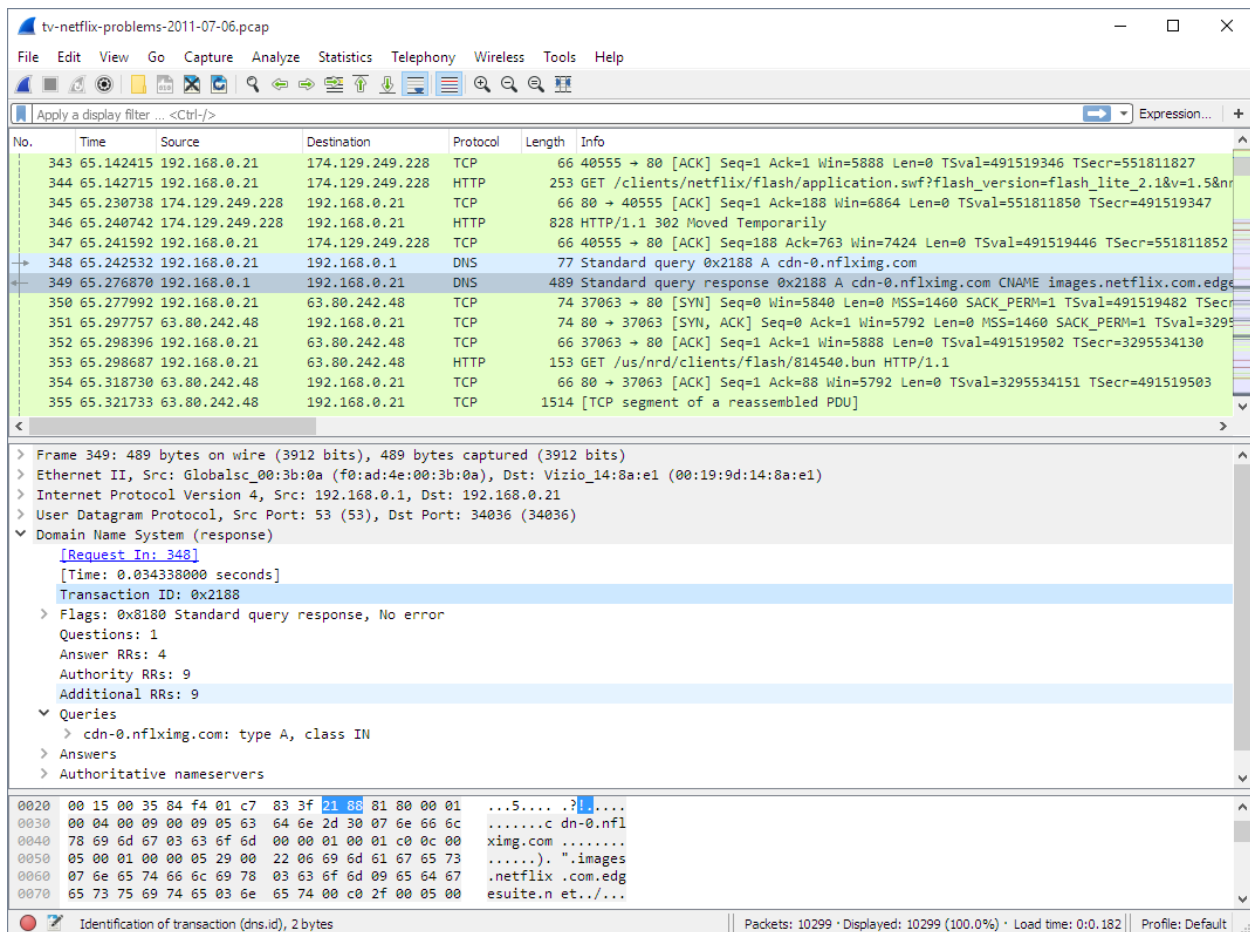 tv-netflix-problems-2011-07-06.pcap
File Edit View Go Capture Analyze Statistics Telephony Wireless Tools Help
Apply a display filter ... <Ctrl-/> Expression... +
No. Time Source Destination Protocol Length Info
343 65.142415 192.168.0.21 174.129.249.228 TCP 66 40555 → 80 [ACK] Seq=1 Ack=1 Win=5888 Len=0 TSval=491519346 TSecr=551811827
344 65.142715 192.168.0.21 174.129.249.228 HTTP 253 GET /clients/netflix/flash/application.swf?flash_version=flash_lite_2.1&v=1.5&nr
345 65.230738 174.129.249.228 192.168.0.21 TCP 66 80 → 40555 [ACK] Seq=1 Ack=188 Win=6864 Len=0 TSval=551811850 TSecr=491519347
346 65.240742 174.129.249.228 192.168.0.21 HTTP 828 HTTP/1.1 302 Moved Temporarily
347 65.241592 192.168.0.21 174.129.249.228 TCP 66 40555 → 80 [ACK] Seq=188 Ack=763 Win=7424 Len=0 TSval=491519446 TSecr=551811852
348 65.242532 192.168.0.21 192.168.0.1 DNS 77 Standard query 0x2188 A cdn-0.nflximg.com
349 65.276870 192.168.0.1 192.168.0.21 DNS 489 Standard query response 0x2188 A cdn-0.nflximg.com CNAME images.netflix.com.edge
350 65.277992 192.168.0.21 63.80.242.48 TCP 74 37063 → 80 [SYN] Seq=0 Win=5840 Len=0 MSS=1460 SACK_PERM=1 TSval=491519482 TSecr
351 65.297757 63.80.242.48 192.168.0.21 TCP 74 80 → 37063 [SYN, ACK] Seq=0 Ack=1 Win=5792 Len=0 MSS=1460 SACK_PERM=1 TSval=3295
352 65.298396 192.168.0.21 63.80.242.48 TCP 66 37063 → 80 [ACK] Seq=1 Ack=1 Win=5888 Len=0 TSval=491519502 TSecr=3295534130
353 65.298687 192.168.0.21 63.80.242.48 HTTP 153 GET /us/nrd/clients/flash/814540.bun HTTP/1.1
354 65.318730 63.80.242.48 192.168.0.21 TCP 66 80 → 37063 [ACK] Seq=1 Ack=88 Win=5792 Len=0 TSval=3295534151 TSecr=491519503
355 65.321733 63.80.242.48 192.168.0.21 TCP 1514 [TCP segment of a reassembled PDU]
Frame 349: 489 bytes on wire (3912 bits), 489 bytes captured (3912 bits)
Ethernet II, Src: Globalsc_00:3b:0a (f0:ad:4e:00:3b:0a), Dst: Vizio_14:8a:e1 (00:19:9d:14:8a:e1)
Internet Protocol Version 4, Src: 192.168.0.1, Dst: 192.168.0.21
User Datagram Protocol, Src Port: 53 (53), Dst Port: 34036 (34036)
Domain Name System (response)
[Request In: 348]
[Time: 0.034338000 seconds]
Transaction ID: 0x2188
Flags: 0x8180 Standard query response, No error
Questions: 1
Answer RRs: 4
Authority RRs: 9
Additional RRs: 9
Queries
cdn-0.nflximg.com: type A, class IN
Answers
Authoritative nameservers
0020 00 15 00 35 84 f4 01 c7 83 3f 21 88 81 80 00 01 ...5.... .?!.....
0030 00 04 00 09 00 09 05 63 64 6e 2d 30 07 6e 66 6c .......c dn-0.nfl
0040 78 69 6d 67 03 63 6f 6d 00 00 01 00 01 c0 0c 00 ximg.com ........
0050 05 00 01 00 00 05 29 00 22 06 69 6d 61 67 65 73 ......). ".images
0060 07 6e 65 74 66 6c 69 78 03 63 6f 6d 09 65 64 67 .netflix .com.edg
0070 65 73 75 69 74 65 03 6e 65 74 00 c0 2f 00 05 00 esuite.n et../...
Identification of transaction (dns.id), 2 bytes Packets: 10299 · Displayed: 10299 (100.0%) · Load time: 0:0.182 Profile: Default